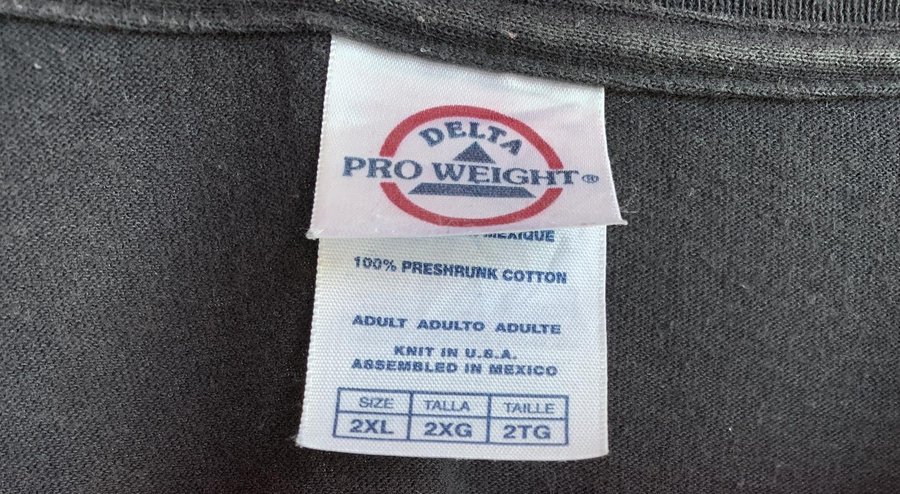 DELTA
PRO WEIGHT®
MEXIQUE
100% PRESHRUNK COTTON
ADULT ADULTO ADULTE
KNIT IN U.S.A.
ASSEMBLED IN MEXICO
SIZE TALLA TAILLE
2XL 2XG 2TG